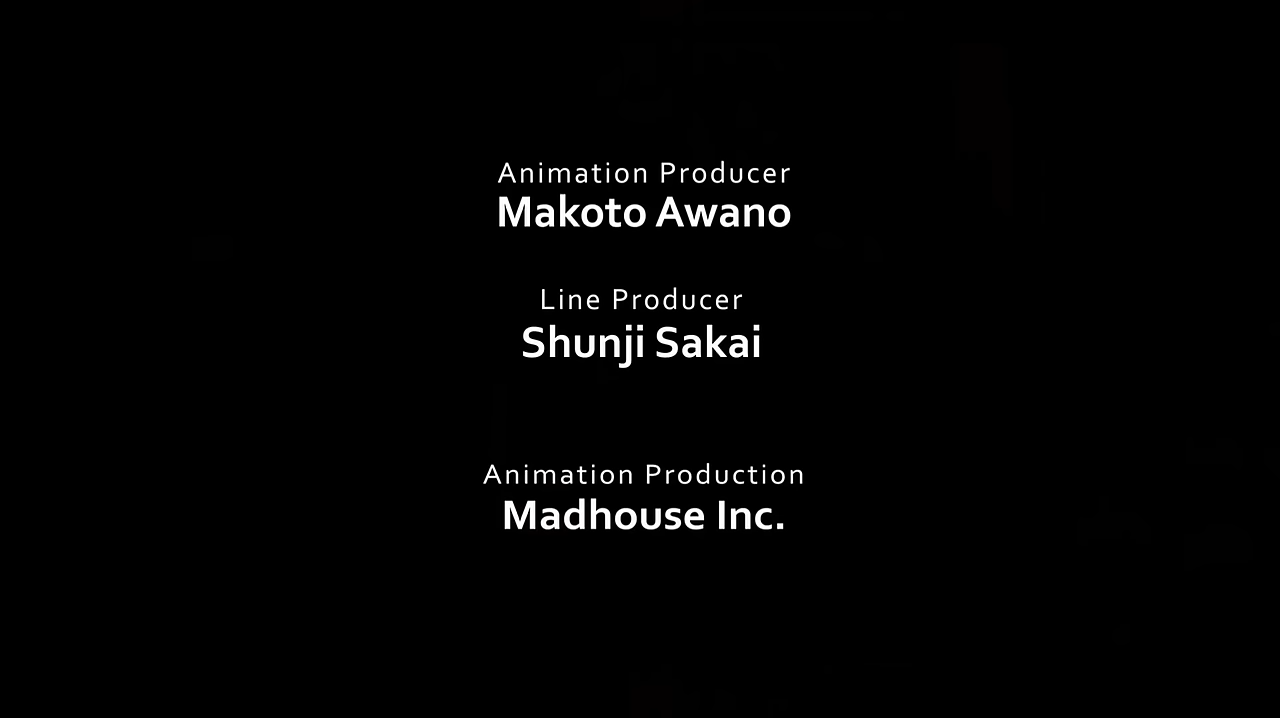 Animation Producer
Makoto Awano
Line Producer
Shunji Sakai
Animation Production
Madhouse Inc.